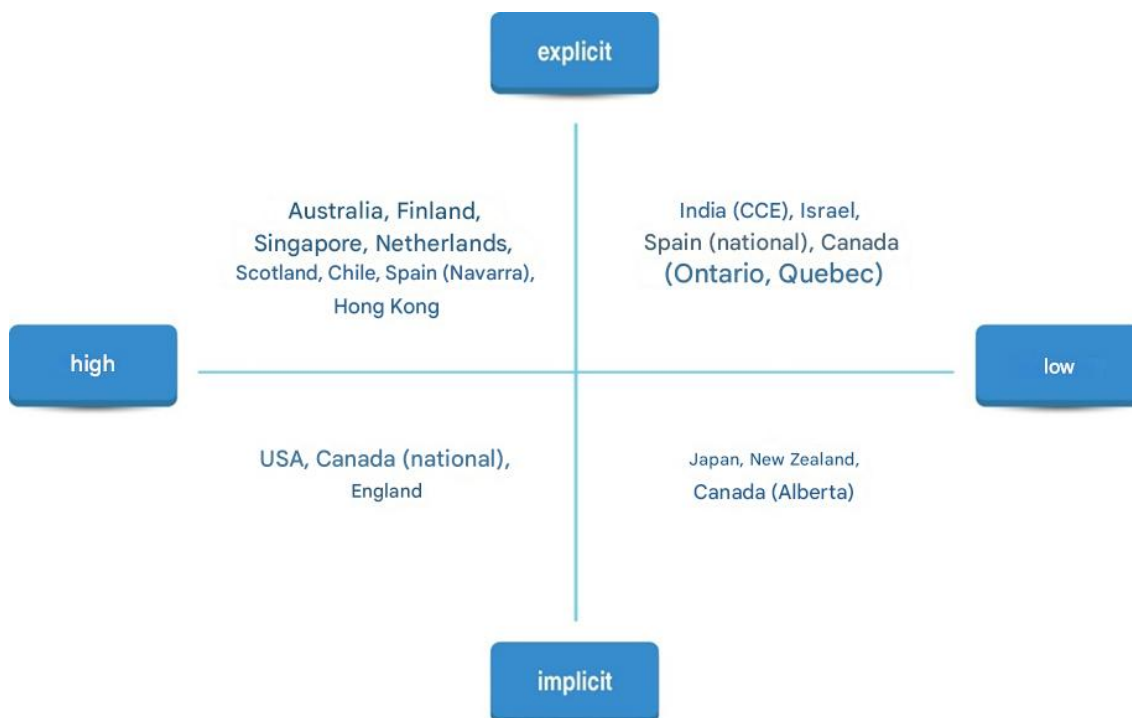 explicit
Australia, Finland,
Singapore, Netherlands,
Scotland, Chile, Spain (Navarra),
Hong Kong
India (CCE), Israel,
Spain (national), Canada
(Ontario, Quebec)
high
low
USA, Canada (national),
England
Japan, New Zealand,
Canada (Alberta)
implicit